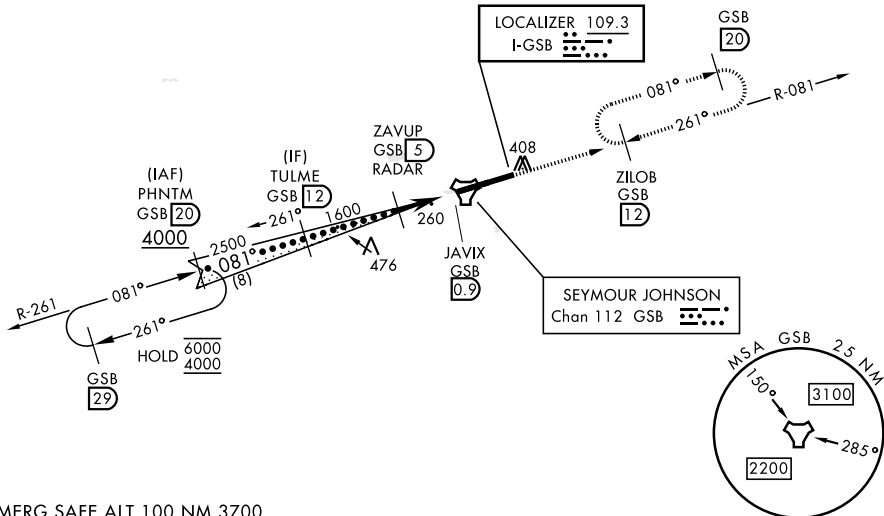 LOCALIZER 109.3
I-GSB
GSB
20
081°
R-081
261°
ZAVUP
GSB 5
RADAR
408
(IF)
TULME
GSB 12
ZILOB
GSB
12
(IAF)
PHNTM
GSB 20
4000
261°
1600
2500
081°
(8)
260
476
JAVIX
GSB
0.9
R-261
081°
261°
HOLD 6000
4000
GSB
29
SEYMOUR JOHNSON
Chan 112 GSB
MSA GSB 25 NM
150°
3100
285°
2200
MERG SAFE ALT 100 NM 3700